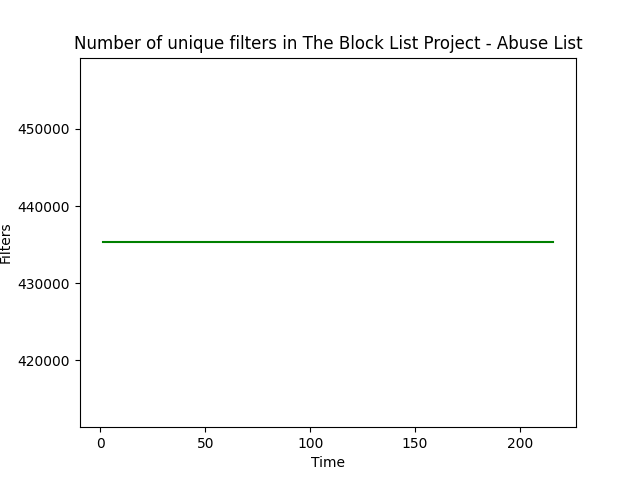 Number of unique filters in The Block List Project - Abuse List
450000
440000
430000
420000
Filters
0 50 100 150 200
Time